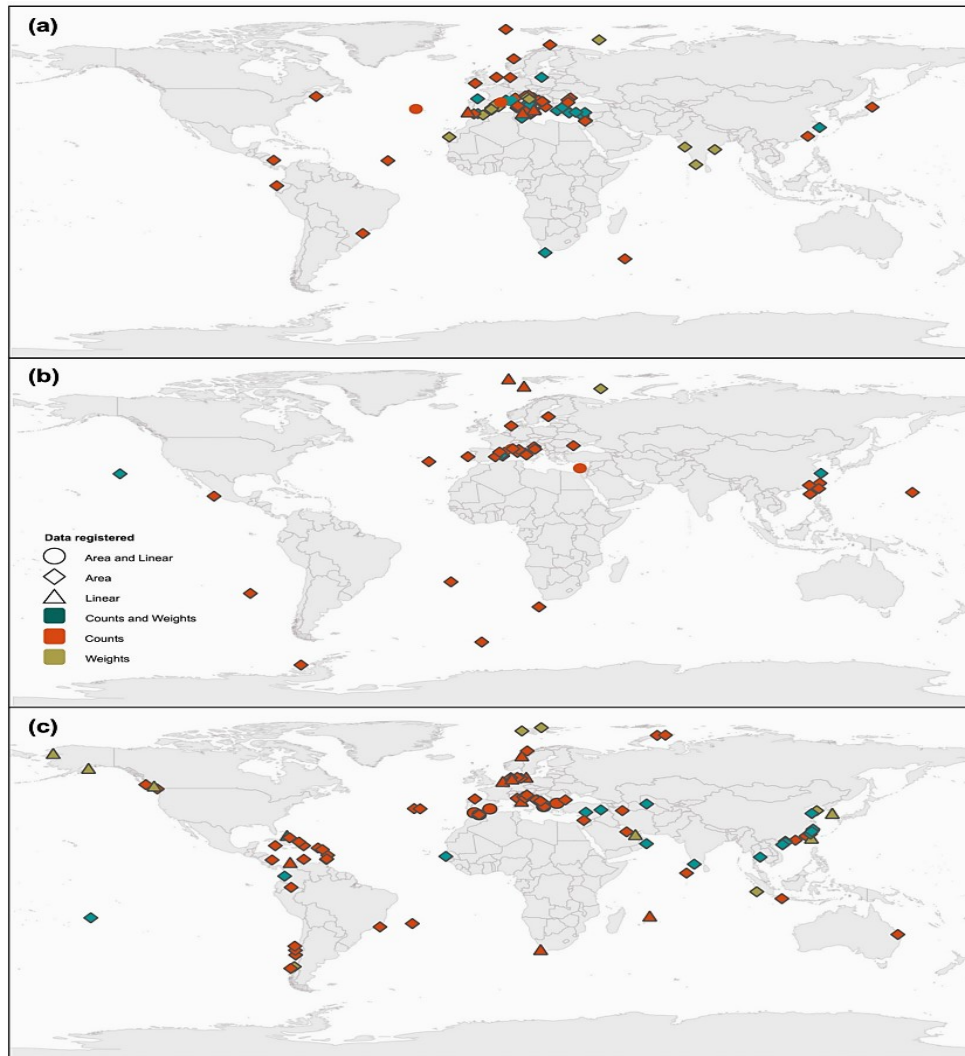 (a)
(b)
Data registered
Area and Linear
Area
Linear
Counts and Weights
Counts
Weights
(c)